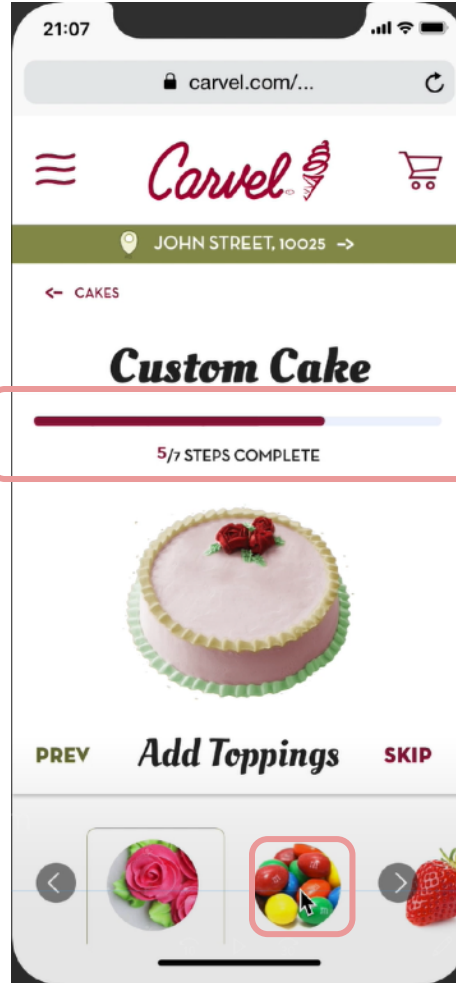 21:07
carvel.com/...
Carvel
JOHN STREET, 10025 ->
<- CAKES
Custom Cake
5/7 STEPS COMPLETE
PREV
Add Toppings
SKIP